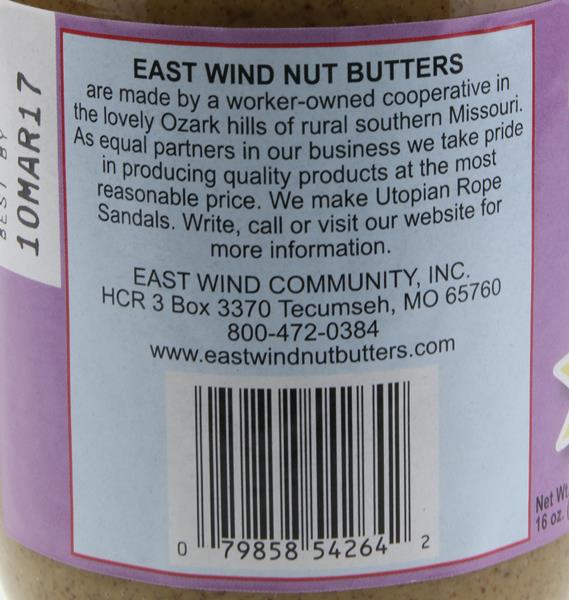 EAST WIND NUT BUTTERS
are made by a worker-owned cooperative in
the lovely Ozark hills of rural southern Missouri.
As equal partners in our business we take pride
in producing quality products at the most
reasonable price. We make Utopian Rope
Sandals. Write, call or visit our website for
more information.
EAST WIND COMMUNITY, INC.
HCR 3 Box 3370 Tecumseh, MO 65760
800-472-0384
www.eastwindnutbutters.com
0 79858 54264 2
BEST BY
10MAR17
Net Wt.
16 oz.